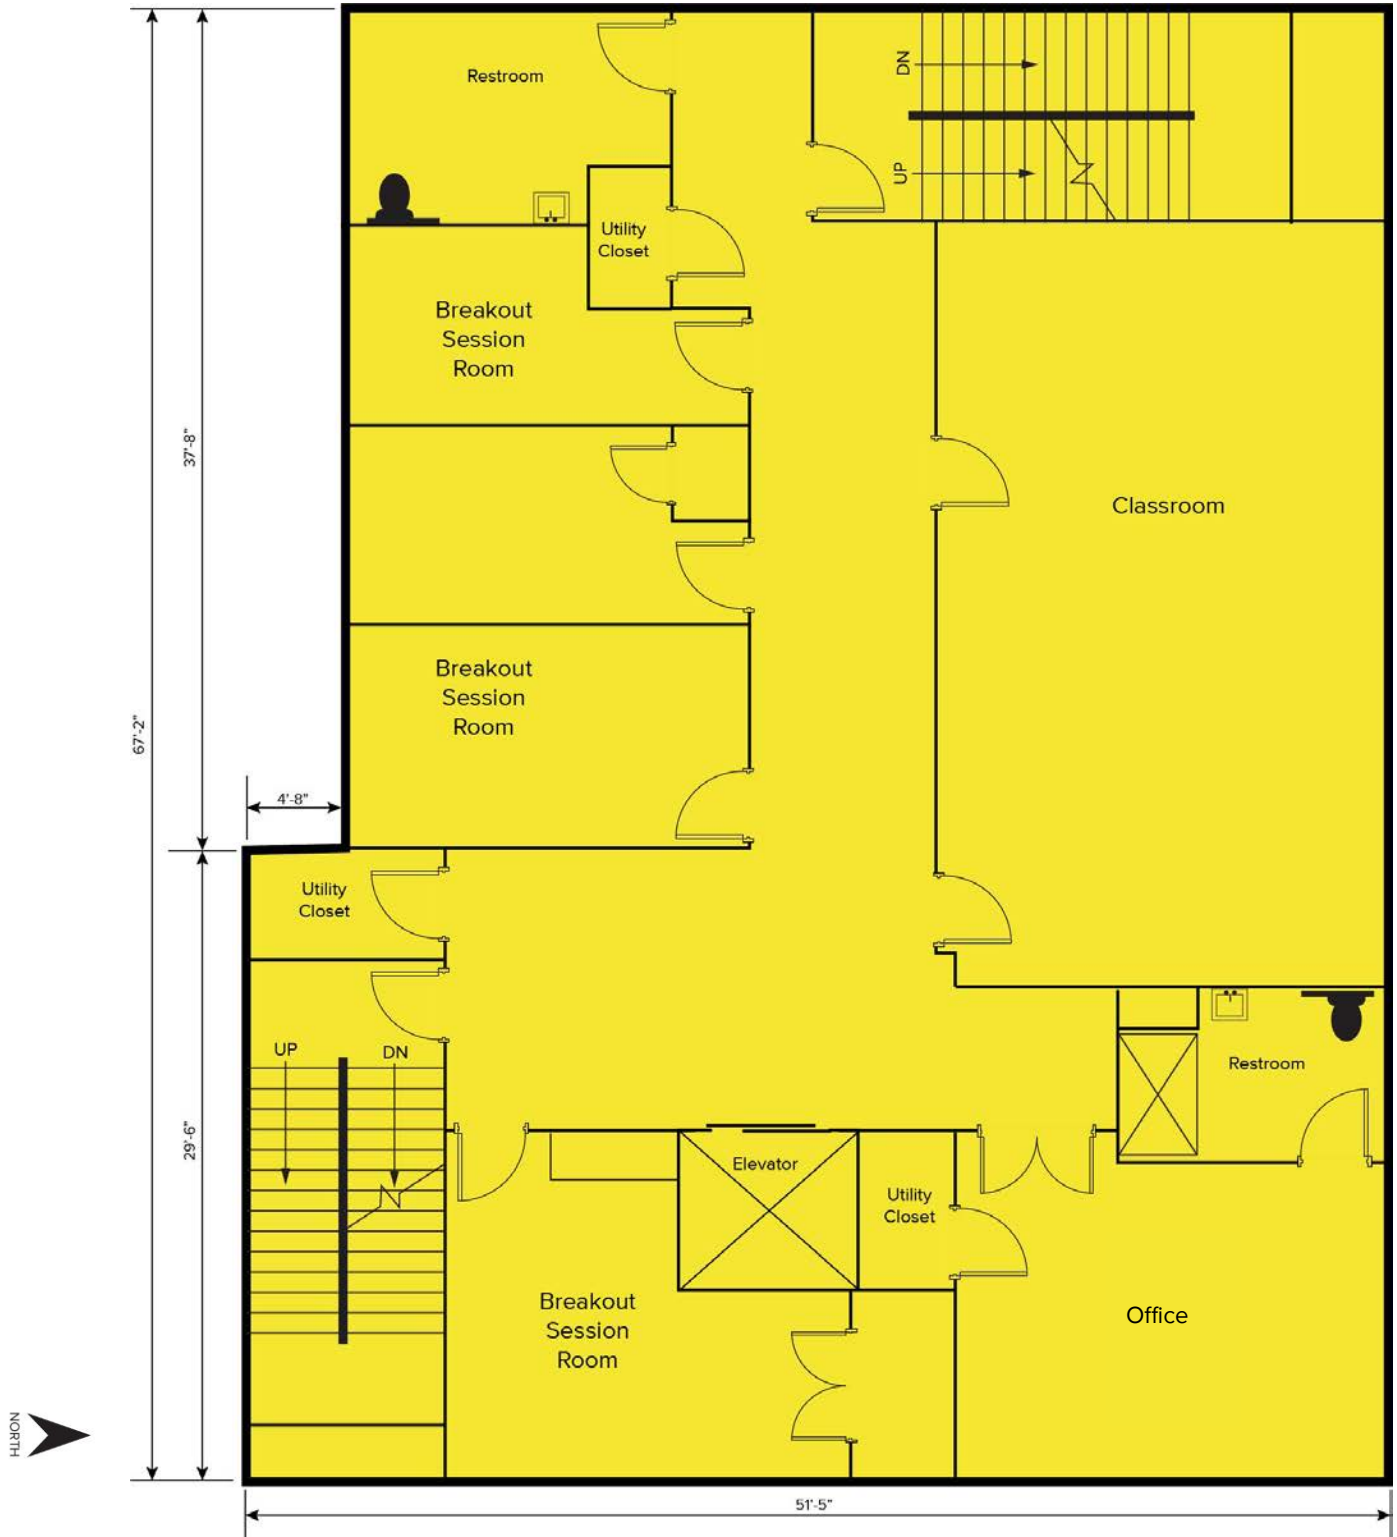 Restroom
DN
UP
Utility
Closet
Breakout
Session
Room
37'-8"
Classroom
Breakout
Session
Room
67'-2"
4'-8"
Utility
Closet
UP
DN
Restroom
29'-6"
Elevator
Utility
Closet
Breakout
Session
Room
Office
NORTH
51'-5"